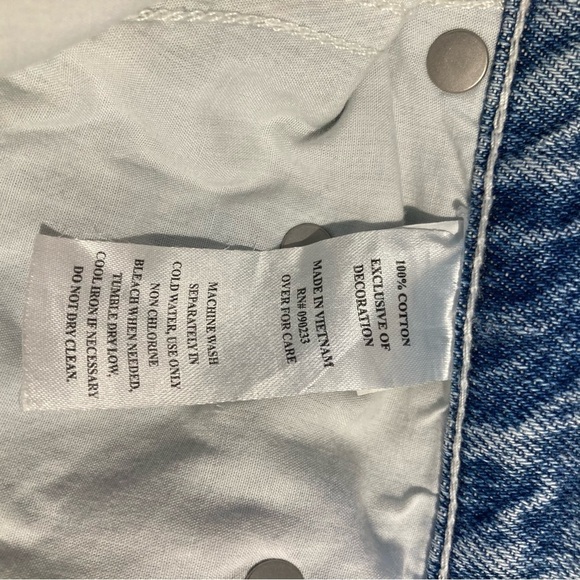 100% COTTON
EXCLUSIVE OF
DECORATION
MADE IN VIETNAM
RN# 090233
OVER FOR CARE
MACHINE WASH
SEPARATELY IN
COLD WATER, USE ONLY
NON CHLORINE
BLEACH WHEN NEEDED,
TUMBLE DRY LOW.
COOL IRON IF NECESSARY
DO NOT DRY CLEAN.